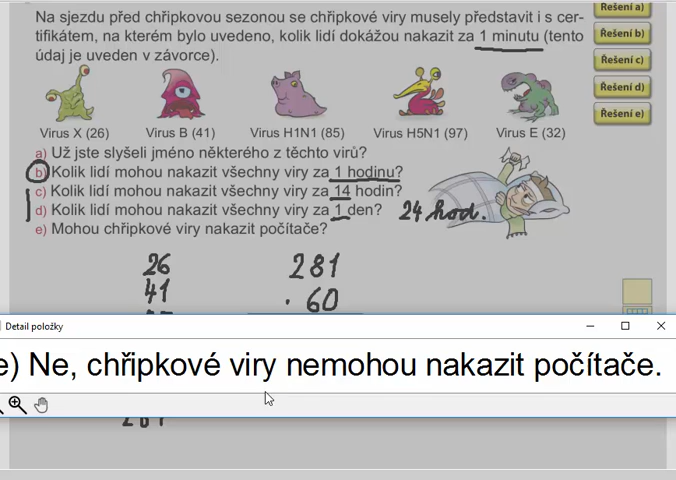 Na sjezdu před chřipkovou sezonou se chřipkové viry musely představit i s cer-
tifikátem, na kterém bylo uvedeno, kolik lidí dokážou nakazit za 1 minutu (tento
údaj je uveden v závorce).
Řešení a)
Řešení b)
Řešení c)
Řešení d)
Řešení e)
Virus X (26) Virus B (41) Virus H1N1 (85) Virus H5N1 (97) Virus E (32)
a) Už jste slyšeli jméno některého z těchto virů?
b) Kolik lidí mohou nakazit všechny viry za 1 hodinu?
c) Kolik lidí mohou nakazit všechny viry za 14 hodin?
d) Kolik lidí mohou nakazit všechny viry za 1 den? 24 hod.
e) Mohou chřipkové viry nakazit počítače?
26 281
41 . 60
Detail položky
e) Ne, chřipkové viry nemohou nakazit počítače.
281